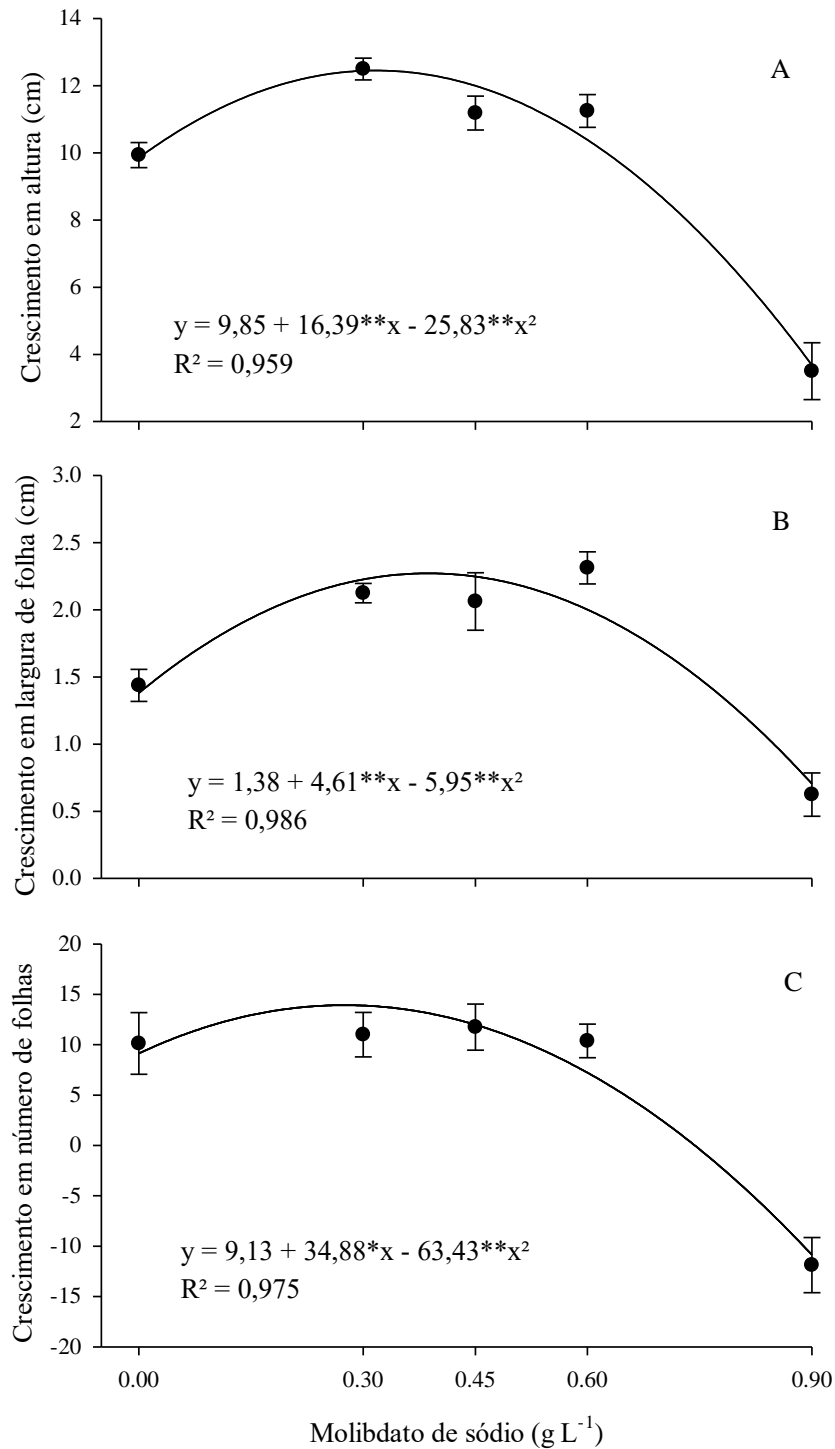 14
12
10
8
6
4
2
Crescimento em altura (cm)
A
y = 9,85 + 16,39**x - 25,83**x²
R² = 0,959
3.0
2.5
2.0
1.5
1.0
0.5
0.0
Crescimento em largura de folha (cm)
B
y = 1,38 + 4,61**x - 5,95**x²
R² = 0,986
20
15
10
5
0
-5
-10
-15
-20
Crescimento em número de folhas
C
y = 9,13 + 34,88*x - 63,43**x²
R² = 0,975
0.00 0.30 0.45 0.60 0.90
Molibdato de sódio (g L⁻¹)